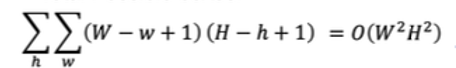 ∑∑(W − w + 1) (H − h + 1) = O(W²H²)
h w